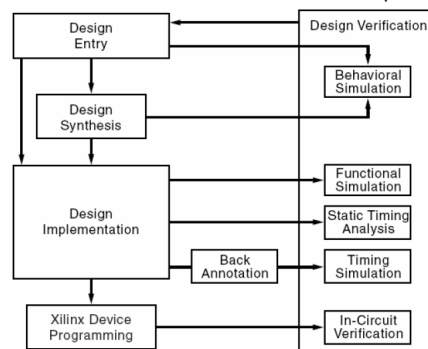 Design
Entry
Design Verification
Behavioral
Simulation
Design
Synthesis
Functional
Simulation
Design
Implementation
Static Timing
Analysis
Back
Annotation
Timing
Simulation
Xilinx Device
Programming
In-Circuit
Verification